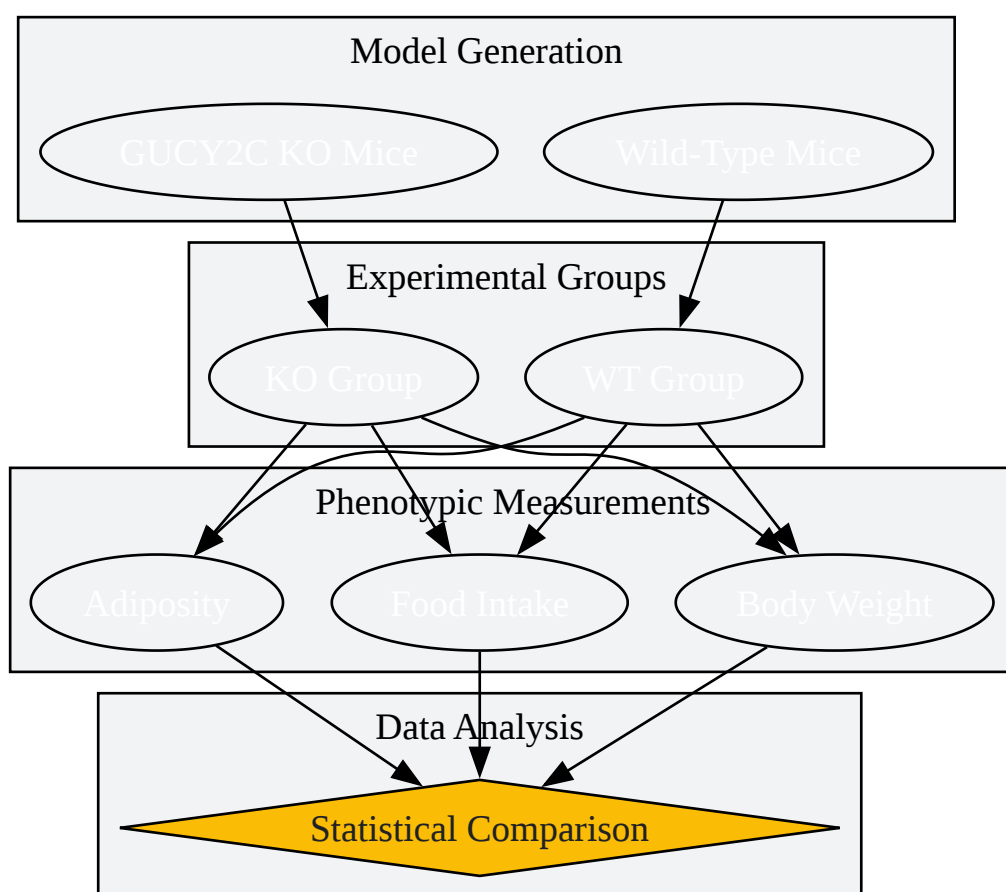 Model Generation
GUCY2C KO Mice
Wild-Type Mice
Experimental Groups
KO Group
WT Group
Phenotypic Measurements
Adiposity
Food Intake
Body Weight
Data Analysis
Statistical Comparison